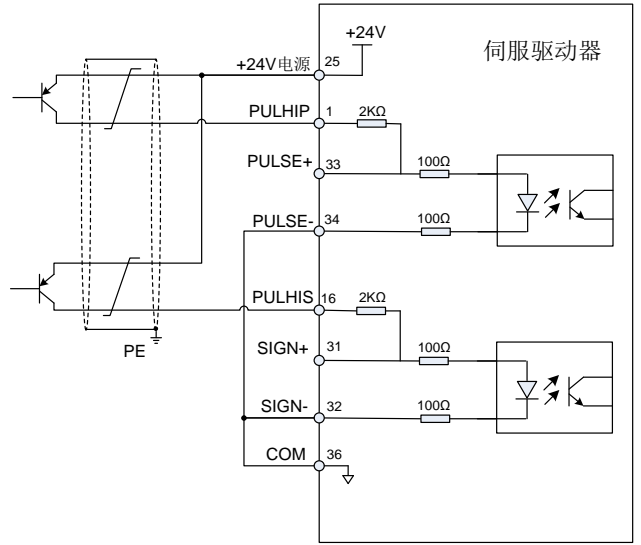 +24V
伺服驱动器
+24V电源 25
PULHIP 1 2KΩ
PULSE+ 33 100Ω
PULSE- 34 100Ω
PULHIS 16 2KΩ
PE
SIGN+ 31 100Ω
SIGN- 32 100Ω
COM 36